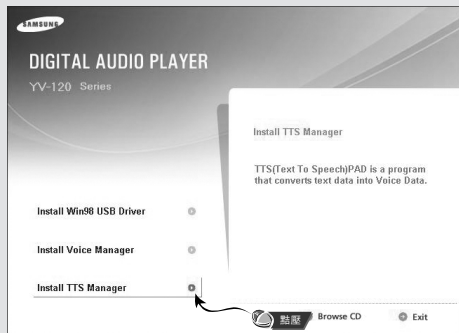 SAMSUNG
DIGITAL AUDIO PLAYER
YV-120 Series
Install TTS Manager
TTS(Text To Speech)PAD is a program
that converts text data into Voice Data.
Install Win98 USB Driver
Install Voice Manager
Install TTS Manager
點壓
Browse CD
Exit